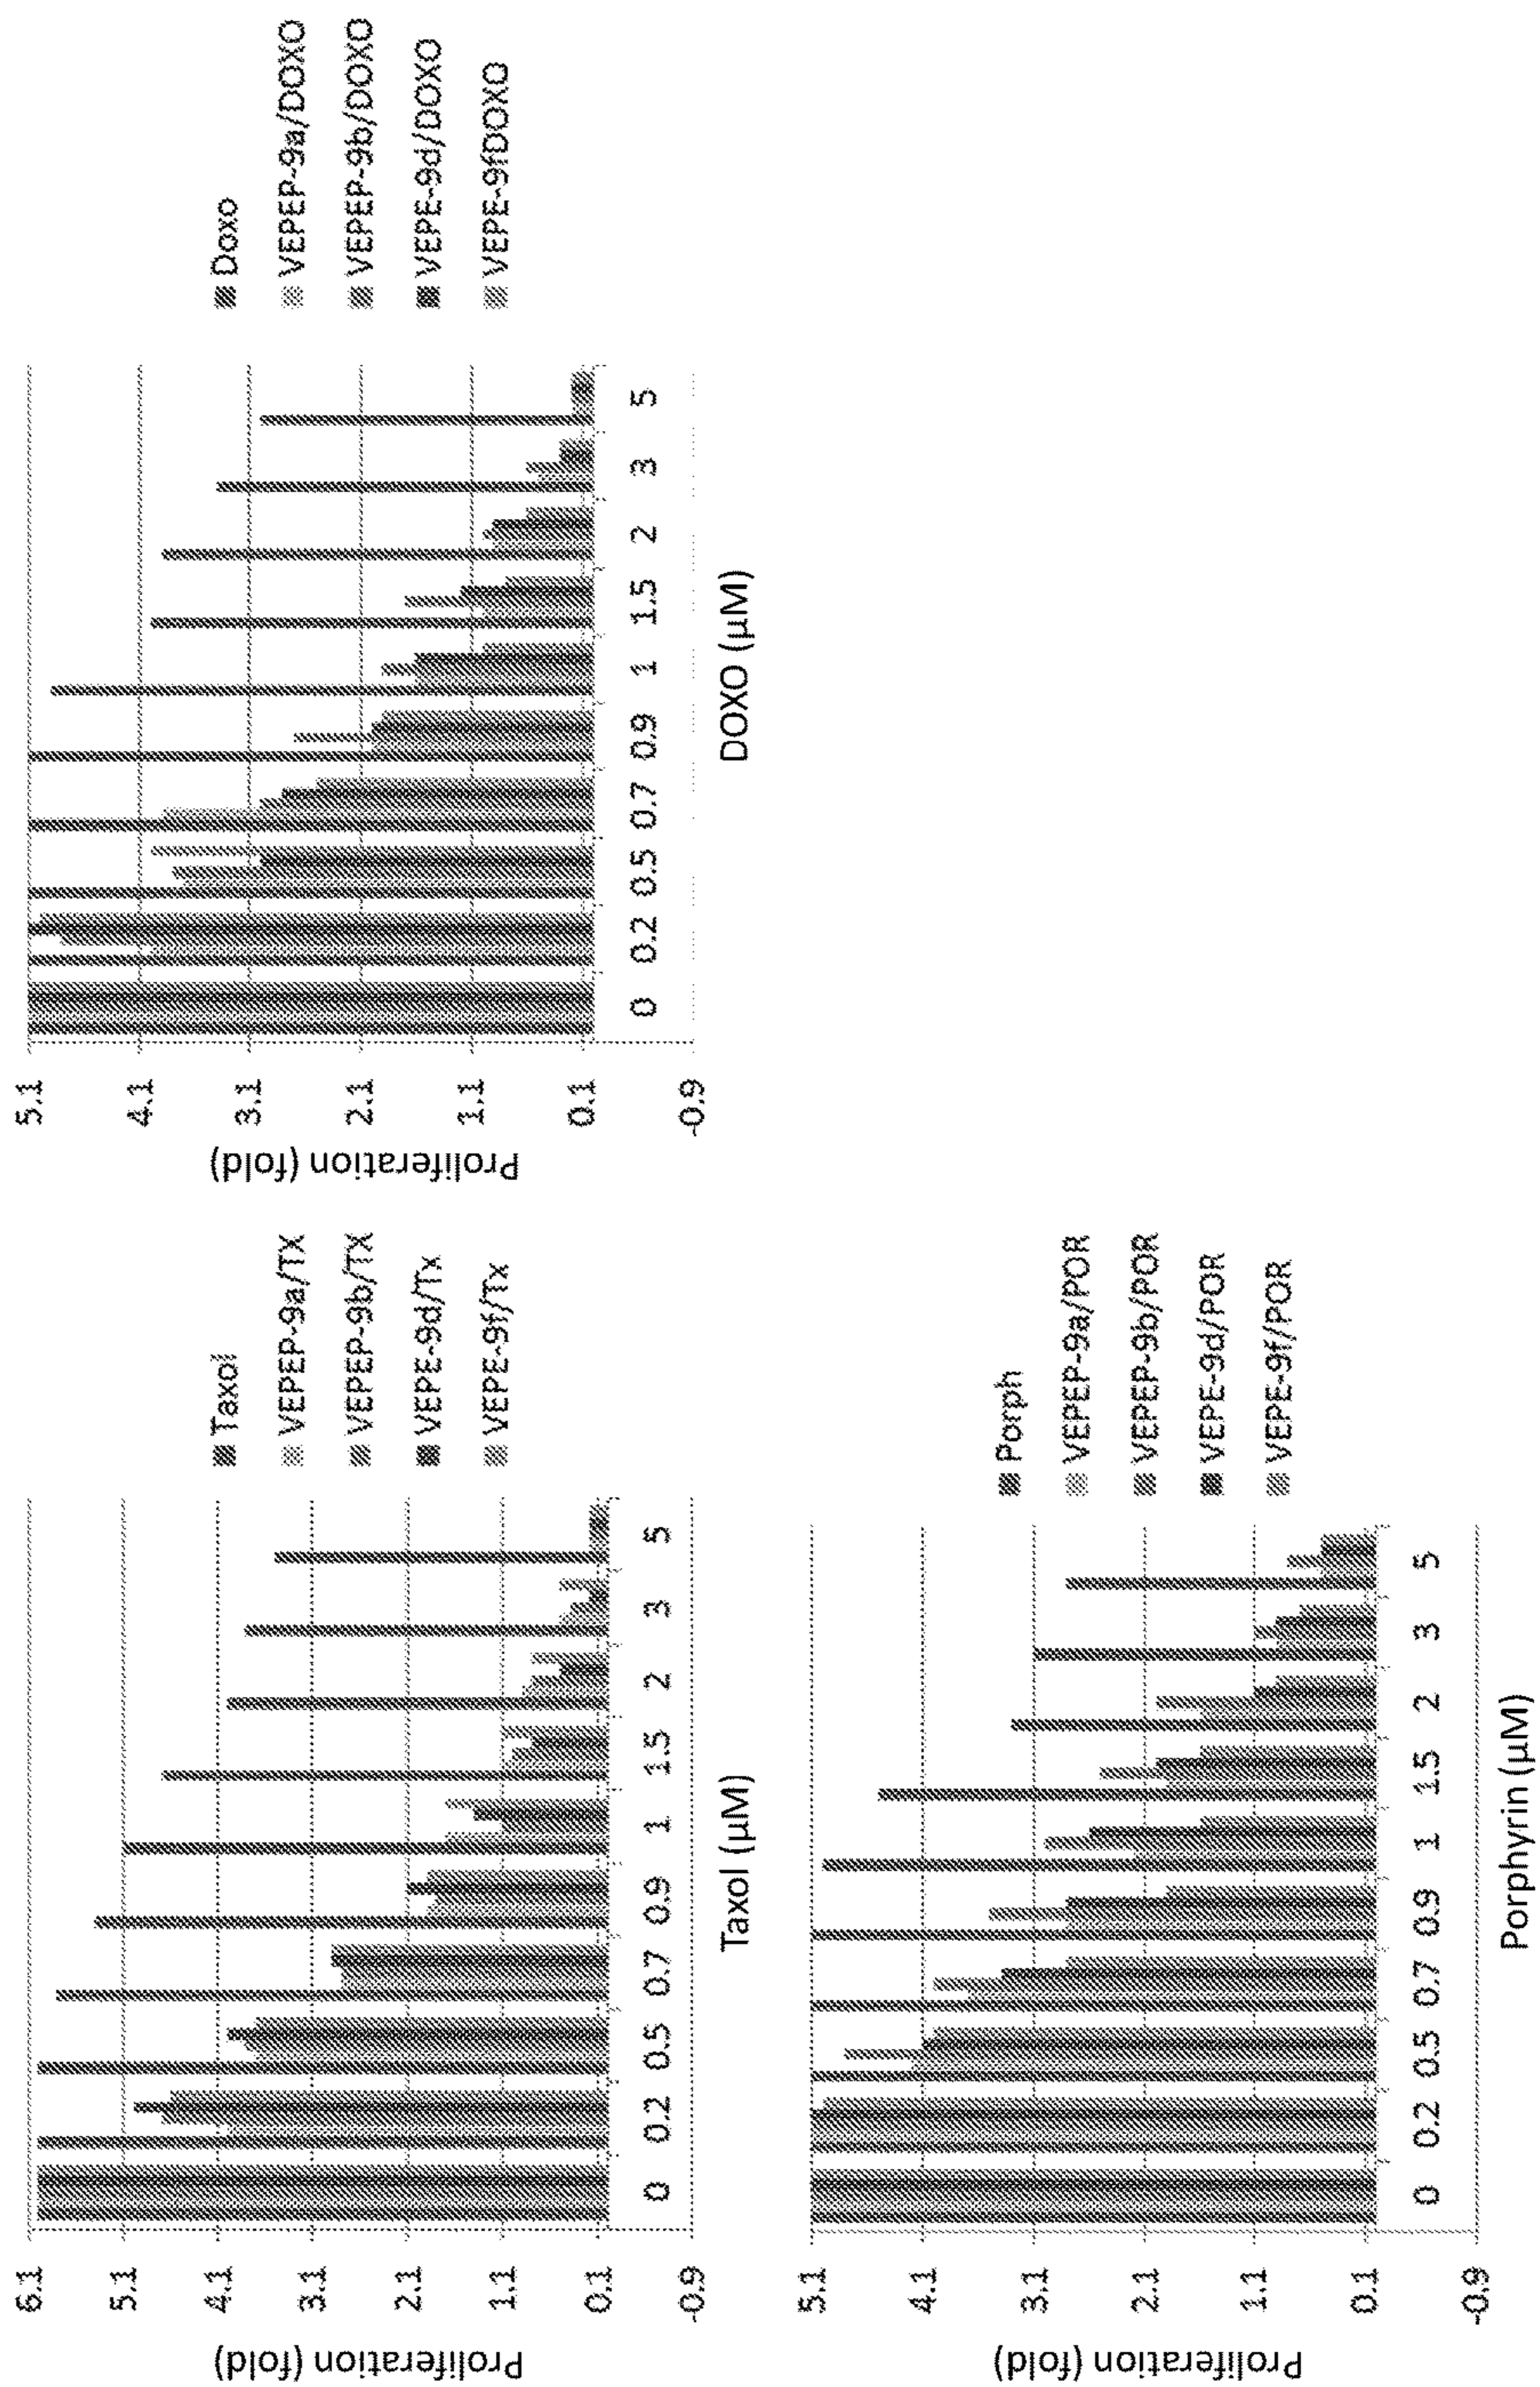 Proliferation (fold)
6.1
5.1
4.1
3.1
2.1
1.1
0.1
-0.9
0 0.2 0.5 0.7 0.9 1 1.5 2 3 5
Taxol (µM)
Taxol
VEPEP-9a/TX
VEPEP-9b/TX
VEPE-9d/Tx
VEPE-9f/Tx
Proliferation (fold)
5.1
4.1
3.1
2.1
1.1
0.1
-0.9
0 0.2 0.5 0.7 0.9 1 1.5 2 3 5
DOXO (µM)
Doxo
VEPEP-9a/DOXO
VEPEP-9b/DOXO
VEPE-9d/DOXO
VEPE-9fDOXO
Proliferation (fold)
5.1
4.1
3.1
2.1
1.1
0.1
-0.9
0 0.2 0.5 0.7 0.9 1 1.5 2 3 5
Porphyrin (µM)
Porph
VEPEP-9a/POR
VEPEP-9b/POR
VEPE-9d/POR
VEPE-9f/POR